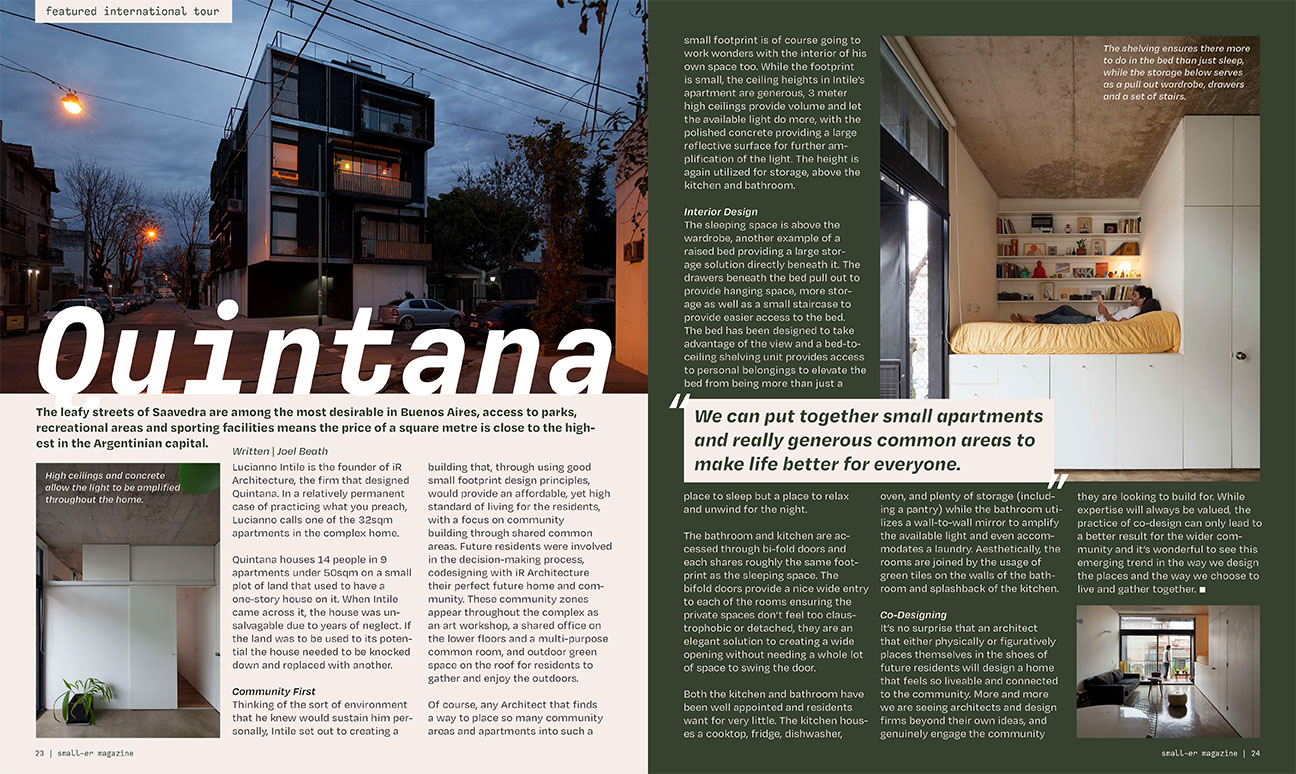 featured international tour
Quintana
The leafy streets of Saavedra are among the most desirable in Buenos Aires, access to parks,
recreational areas and sporting facilities means the price of a square metre is close to the high-
est in the Argentinian capital.
High ceilings and concrete
allow the light to be amplified
throughout the home.
Written | Joel Beath
Lucianno Intile is the founder of iR
Architecture, the firm that designed
Quintana. In a relatively permanent
case of practicing what you preach,
Lucianno calls one of the 32sqm
apartments in the complex home.
Quintana houses 14 people in 9
apartments under 50sqm on a small
plot of land that used to have a
one-story house on it. When Intile
came across it, the house was un-
salvagable due to years of neglect. If
the land was to be used to its poten-
tial the house needed to be knocked
down and replaced with another.
Community First
Thinking of the sort of environment
that he knew would sustain him per-
sonally, Intile set out to creating a
building that, through using good
small footprint design principles,
would provide an affordable, yet high
standard of living for the residents,
with a focus on community
building through shared common
areas. Future residents were involved
in the decision-making process,
codesigning with iR Architecture
their perfect future home and com-
munity. These community zones
appear throughout the complex as
an art workshop, a shared office on
the lower floors and a multi-purpose
common room, and outdoor green
space on the roof for residents to
gather and enjoy the outdoors.
Of course, any Architect that finds
a way to place so many community
areas and apartments into such a
23 | small-er magazine
small footprint is of course going to
work wonders with the interior of his
own space too. While the footprint
is small, the ceiling heights in Intile's
apartment are generous, 3 meter
high ceilings provide volume and let
the available light do more, with the
polished concrete providing a large
reflective surface for further am-
plification of the light. The height is
again utilized for storage, above the
kitchen and bathroom.
Interior Design
The sleeping space is above the
wardrobe, another example of a
raised bed providing a large stor-
age solution directly beneath it. The
drawers beneath the bed pull out to
provide hanging space, more stor-
age as well as a small staircase to
provide easier access to the bed.
The bed has been designed to take
advantage of the view and a bed-to-
ceiling shelving unit provides access
to personal belongings to elevate the
bed from being more than just a
The shelving ensures there more
to do in the bed than just sleep,
while the storage below serves
as a pull out wardrobe, drawers
and a set of stairs.
“We can put together small apartments
and really generous common areas to
make life better for everyone.”
place to sleep but a place to relax
and unwind for the night.
The bathroom and kitchen are ac-
cessed through bi-fold doors and
each shares roughly the same foot-
print as the sleeping space. The
bifold doors provide a nice wide entry
to each of the rooms ensuring the
private spaces don't feel too claus-
trophobic or detached, they are an
elegant solution to creating a wide
opening without needing a whole lot
of space to swing the door.
Both the kitchen and bathroom have
been well appointed and residents
want for very little. The kitchen hous-
es a cooktop, fridge, dishwasher,
oven, and plenty of storage (includ-
ing a pantry) while the bathroom uti-
lizes a wall-to-wall mirror to amplify
the available light and even accom-
modates a laundry. Aesthetically, the
rooms are joined by the usage of
green tiles on the walls of the bath-
room and splashback of the kitchen.
Co-Designing
It's no surprise that an architect
that either physically or figuratively
places themselves in the shoes of
future residents will design a home
that feels so liveable and connected
to the community. More and more
we are seeing architects and design
firms beyond their own ideas, and
genuinely engage the community
they are looking to build for. While
expertise will always be valued, the
practice of co-design can only lead to
a better result for the wider com-
munity and it's wonderful to see this
emerging trend in the way we design
the places and the way we choose to
live and gather together. ■
small-er magazine | 24